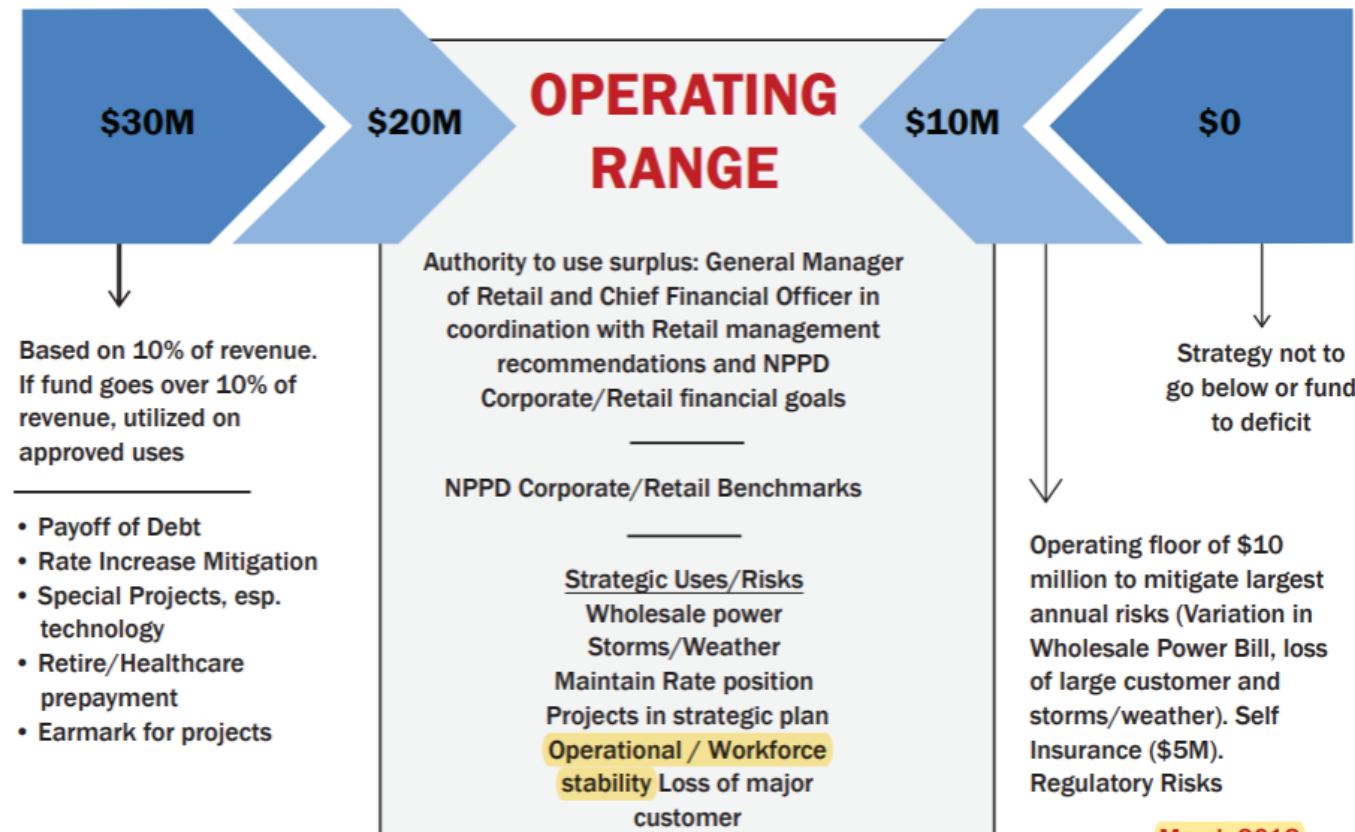 $30M
$20M
OPERATING
RANGE
$10M
$0
Based on 10% of revenue.
If fund goes over 10% of
revenue, utilized on
approved uses
• Payoff of Debt
• Rate Increase Mitigation
• Special Projects, esp.
technology
• Retire/Healthcare
prepayment
• Earmark for projects
Authority to use surplus: General Manager
of Retail and Chief Financial Officer in
coordination with Retail management
recommendations and NPPD
Corporate/Retail financial goals
NPPD Corporate/Retail Benchmarks
Strategic Uses/Risks
Wholesale power
Storms/Weather
Maintain Rate position
Projects in strategic plan
Operational / Workforce
stability Loss of major
customer
Strategy not to
go below or fund
to deficit
Operating floor of $10
million to mitigate largest
annual risks (Variation in
Wholesale Power Bill, loss
of large customer and
storms/weather). Self
Insurance ($5M).
Regulatory Risks